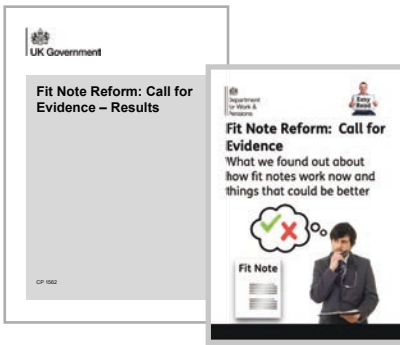 UK Government
Fit Note Reform: Call for
Evidence – Results
CP 1562
Department
for Work &
Pensions
Easy
Read
Fit Note Reform: Call for
Evidence
What we found out about
how fit notes work now and
things that could be better
Fit Note